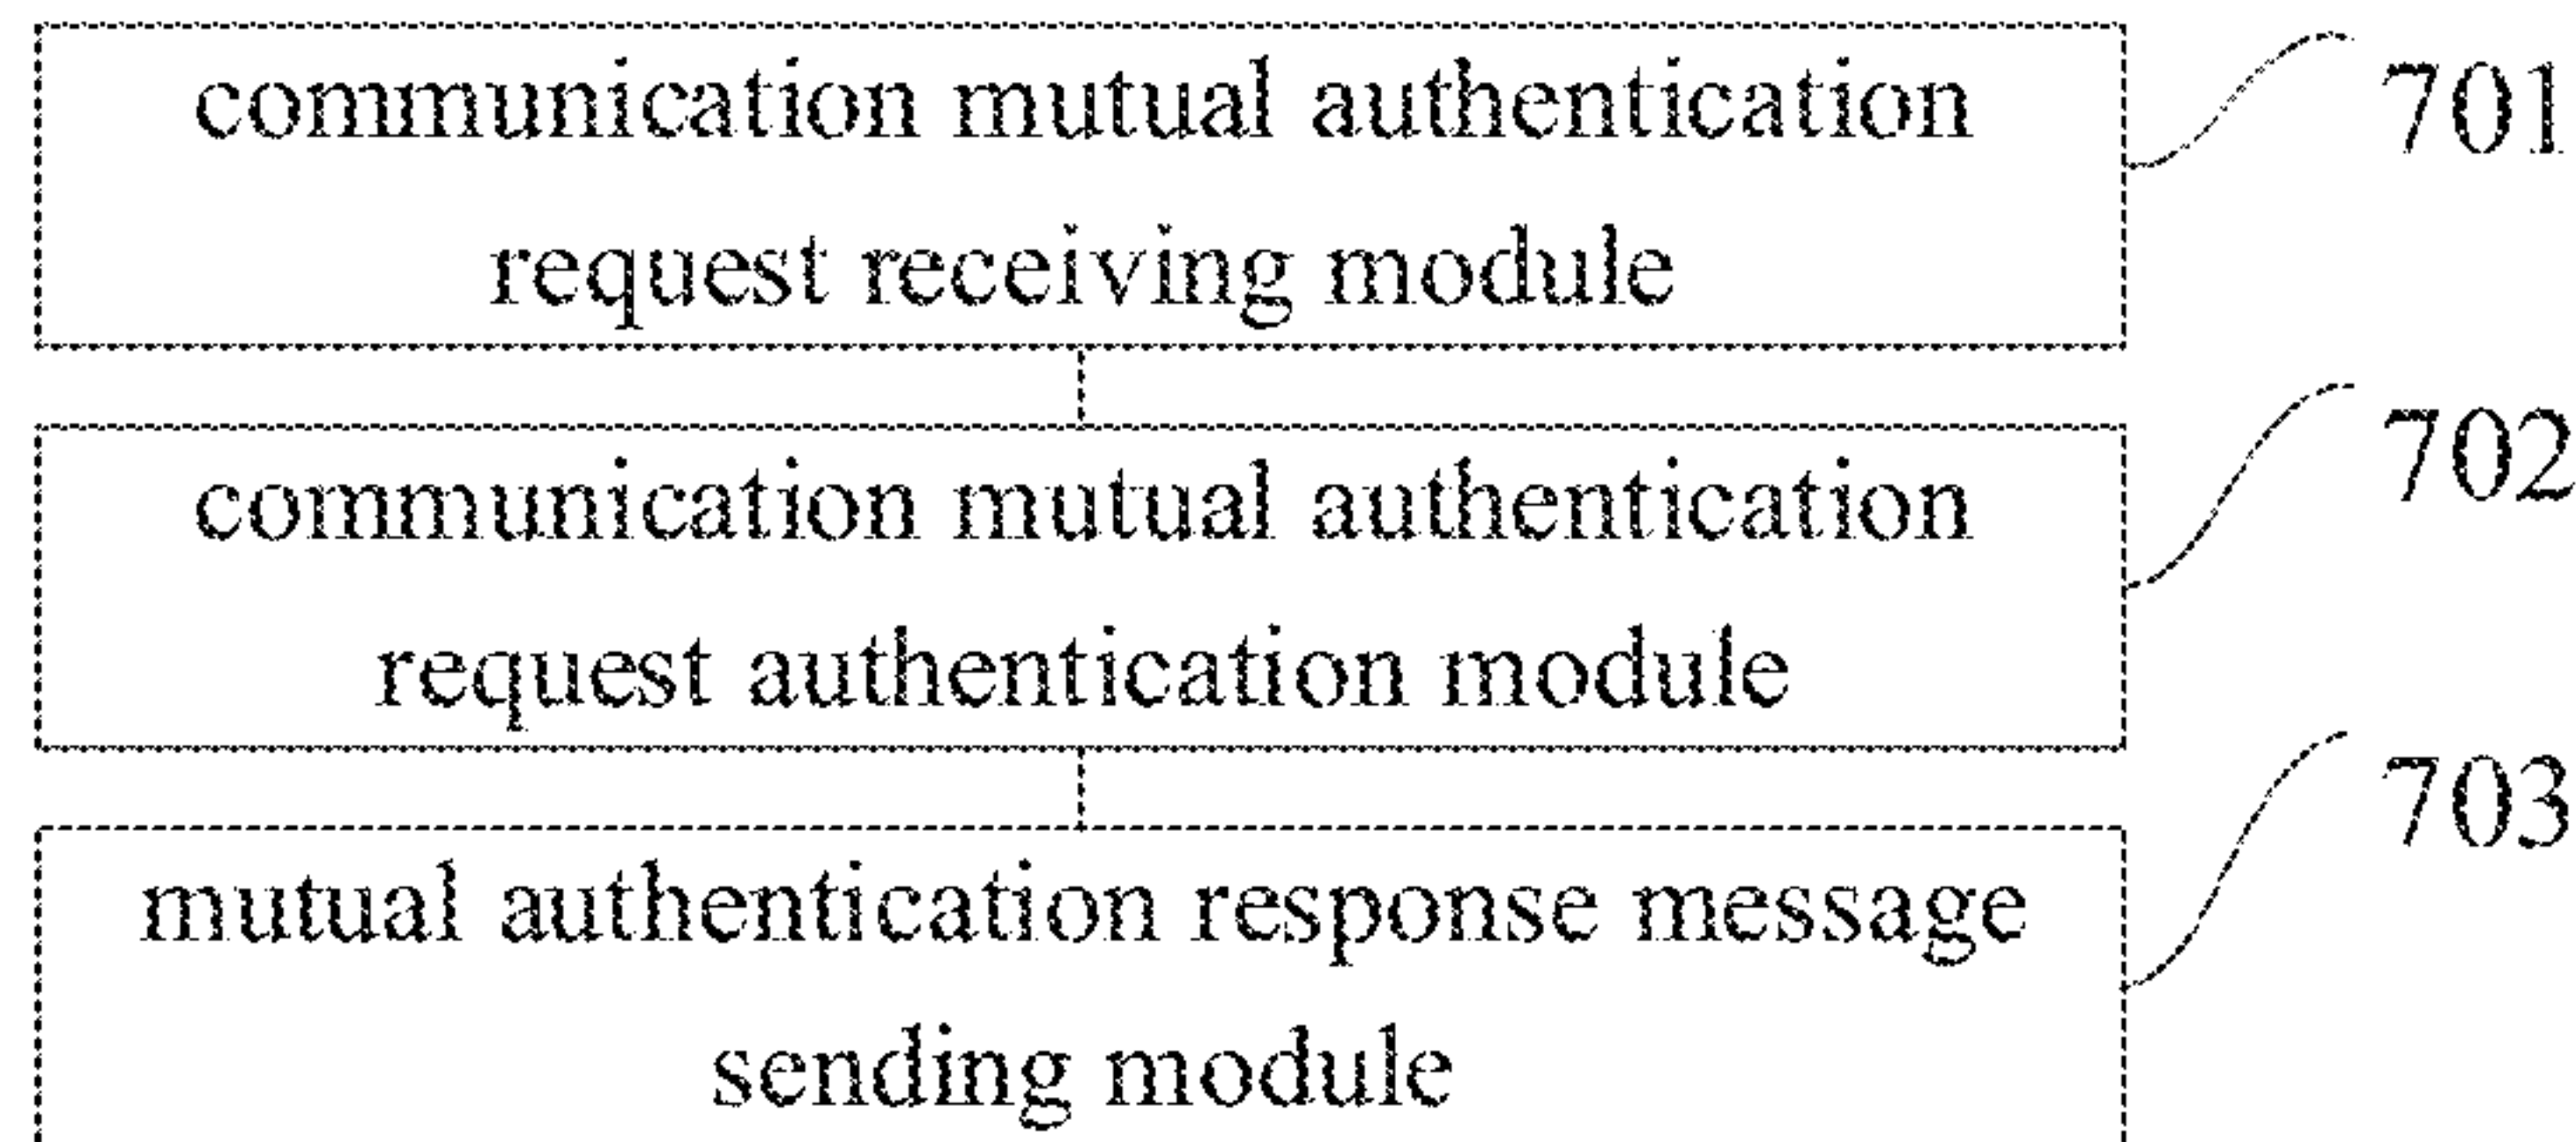 communication mutual authentication 701
request receiving module
communication mutual authentication 702
request authentication module
mutual authentication response message 703
sending module